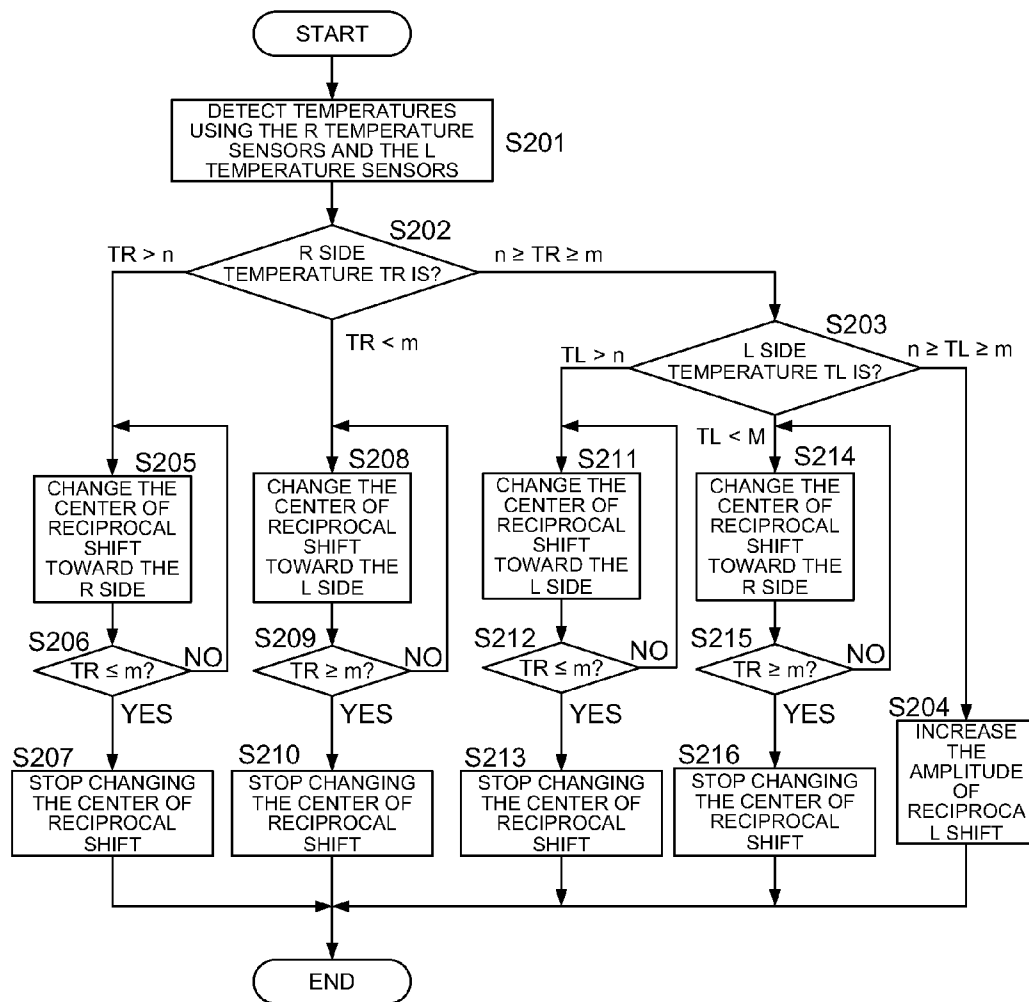 START
DETECT TEMPERATURES
USING THE R TEMPERATURE
SENSORS AND THE L
TEMPERATURE SENSORS
S201
S202
R SIDE
TEMPERATURE TR IS?
TR > n
n ≥ TR ≥ m
TR < m
S203
L SIDE
TEMPERATURE TL IS?
TL > n
n ≥ TL ≥ m
TL < M
S205
CHANGE THE
CENTER OF
RECIPROCAL
SHIFT
TOWARD THE
R SIDE
S208
CHANGE THE
CENTER OF
RECIPROCAL
SHIFT
TOWARD THE
L SIDE
S211
CHANGE THE
CENTER OF
RECIPROCAL
SHIFT
TOWARD THE
L SIDE
S214
CHANGE THE
CENTER OF
RECIPROCAL
SHIFT
TOWARD THE
R SIDE
S206
TR ≤ m?
NO
YES
S209
TR ≥ m?
NO
YES
S212
TR ≤ m?
NO
YES
S215
TR ≥ m?
NO
YES
S207
STOP CHANGING
THE CENTER OF
RECIPROCAL
SHIFT
S210
STOP CHANGING
THE CENTER OF
RECIPROCAL
SHIFT
S213
STOP CHANGING
THE CENTER OF
RECIPROCAL
SHIFT
S216
STOP CHANGING
THE CENTER OF
RECIPROCAL
SHIFT
S204
INCREASE
THE
AMPLITUDE
OF
RECIPROCA
L SHIFT
END